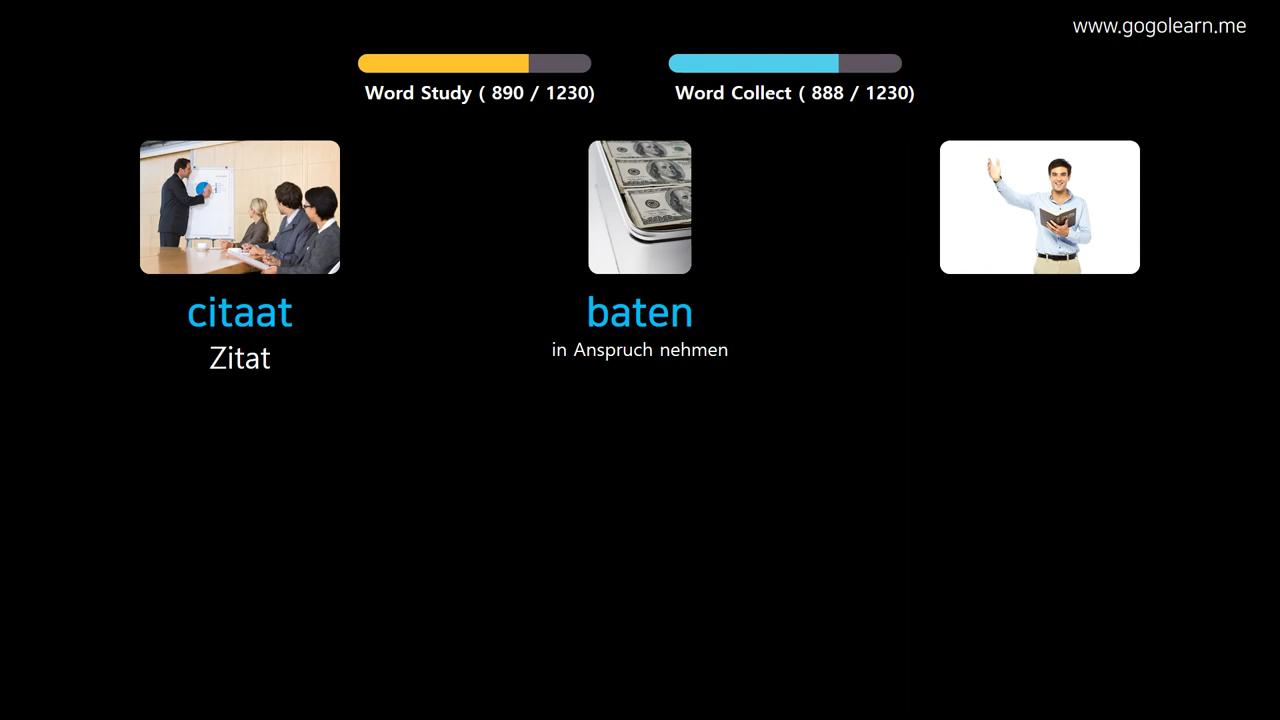 www.gogolearn.me
Word Study ( 890 / 1230)
Word Collect ( 888 / 1230)
citaat
Zitat
baten
in Anspruch nehmen